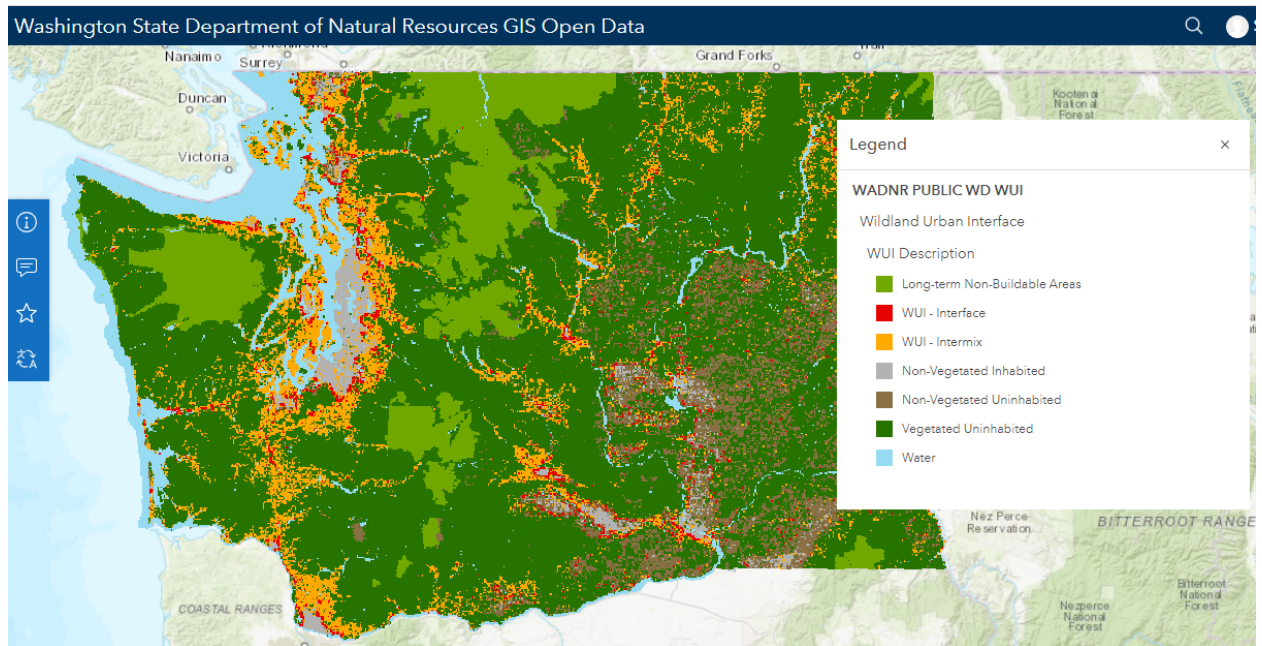 Washington State Department of Natural Resources GIS Open Data
Nanaimo
Surrey
Grand Forks
Duncan
Kootenai
National
Forest
Victoria
Legend
WADNR PUBLIC WD WUI
Wildland Urban Interface
WUI Description
Long-term Non-Buildable Areas
WUI - Interface
WUI - Intermix
Non-Vegetated Inhabited
Non-Vegetated Uninhabited
Vegetated Uninhabited
Water
Nez Perce
Reservation
BITTERROOT RANGE
COASTAL RANGES
Nezperce
National
Forest
Bitterroot
National
Forest